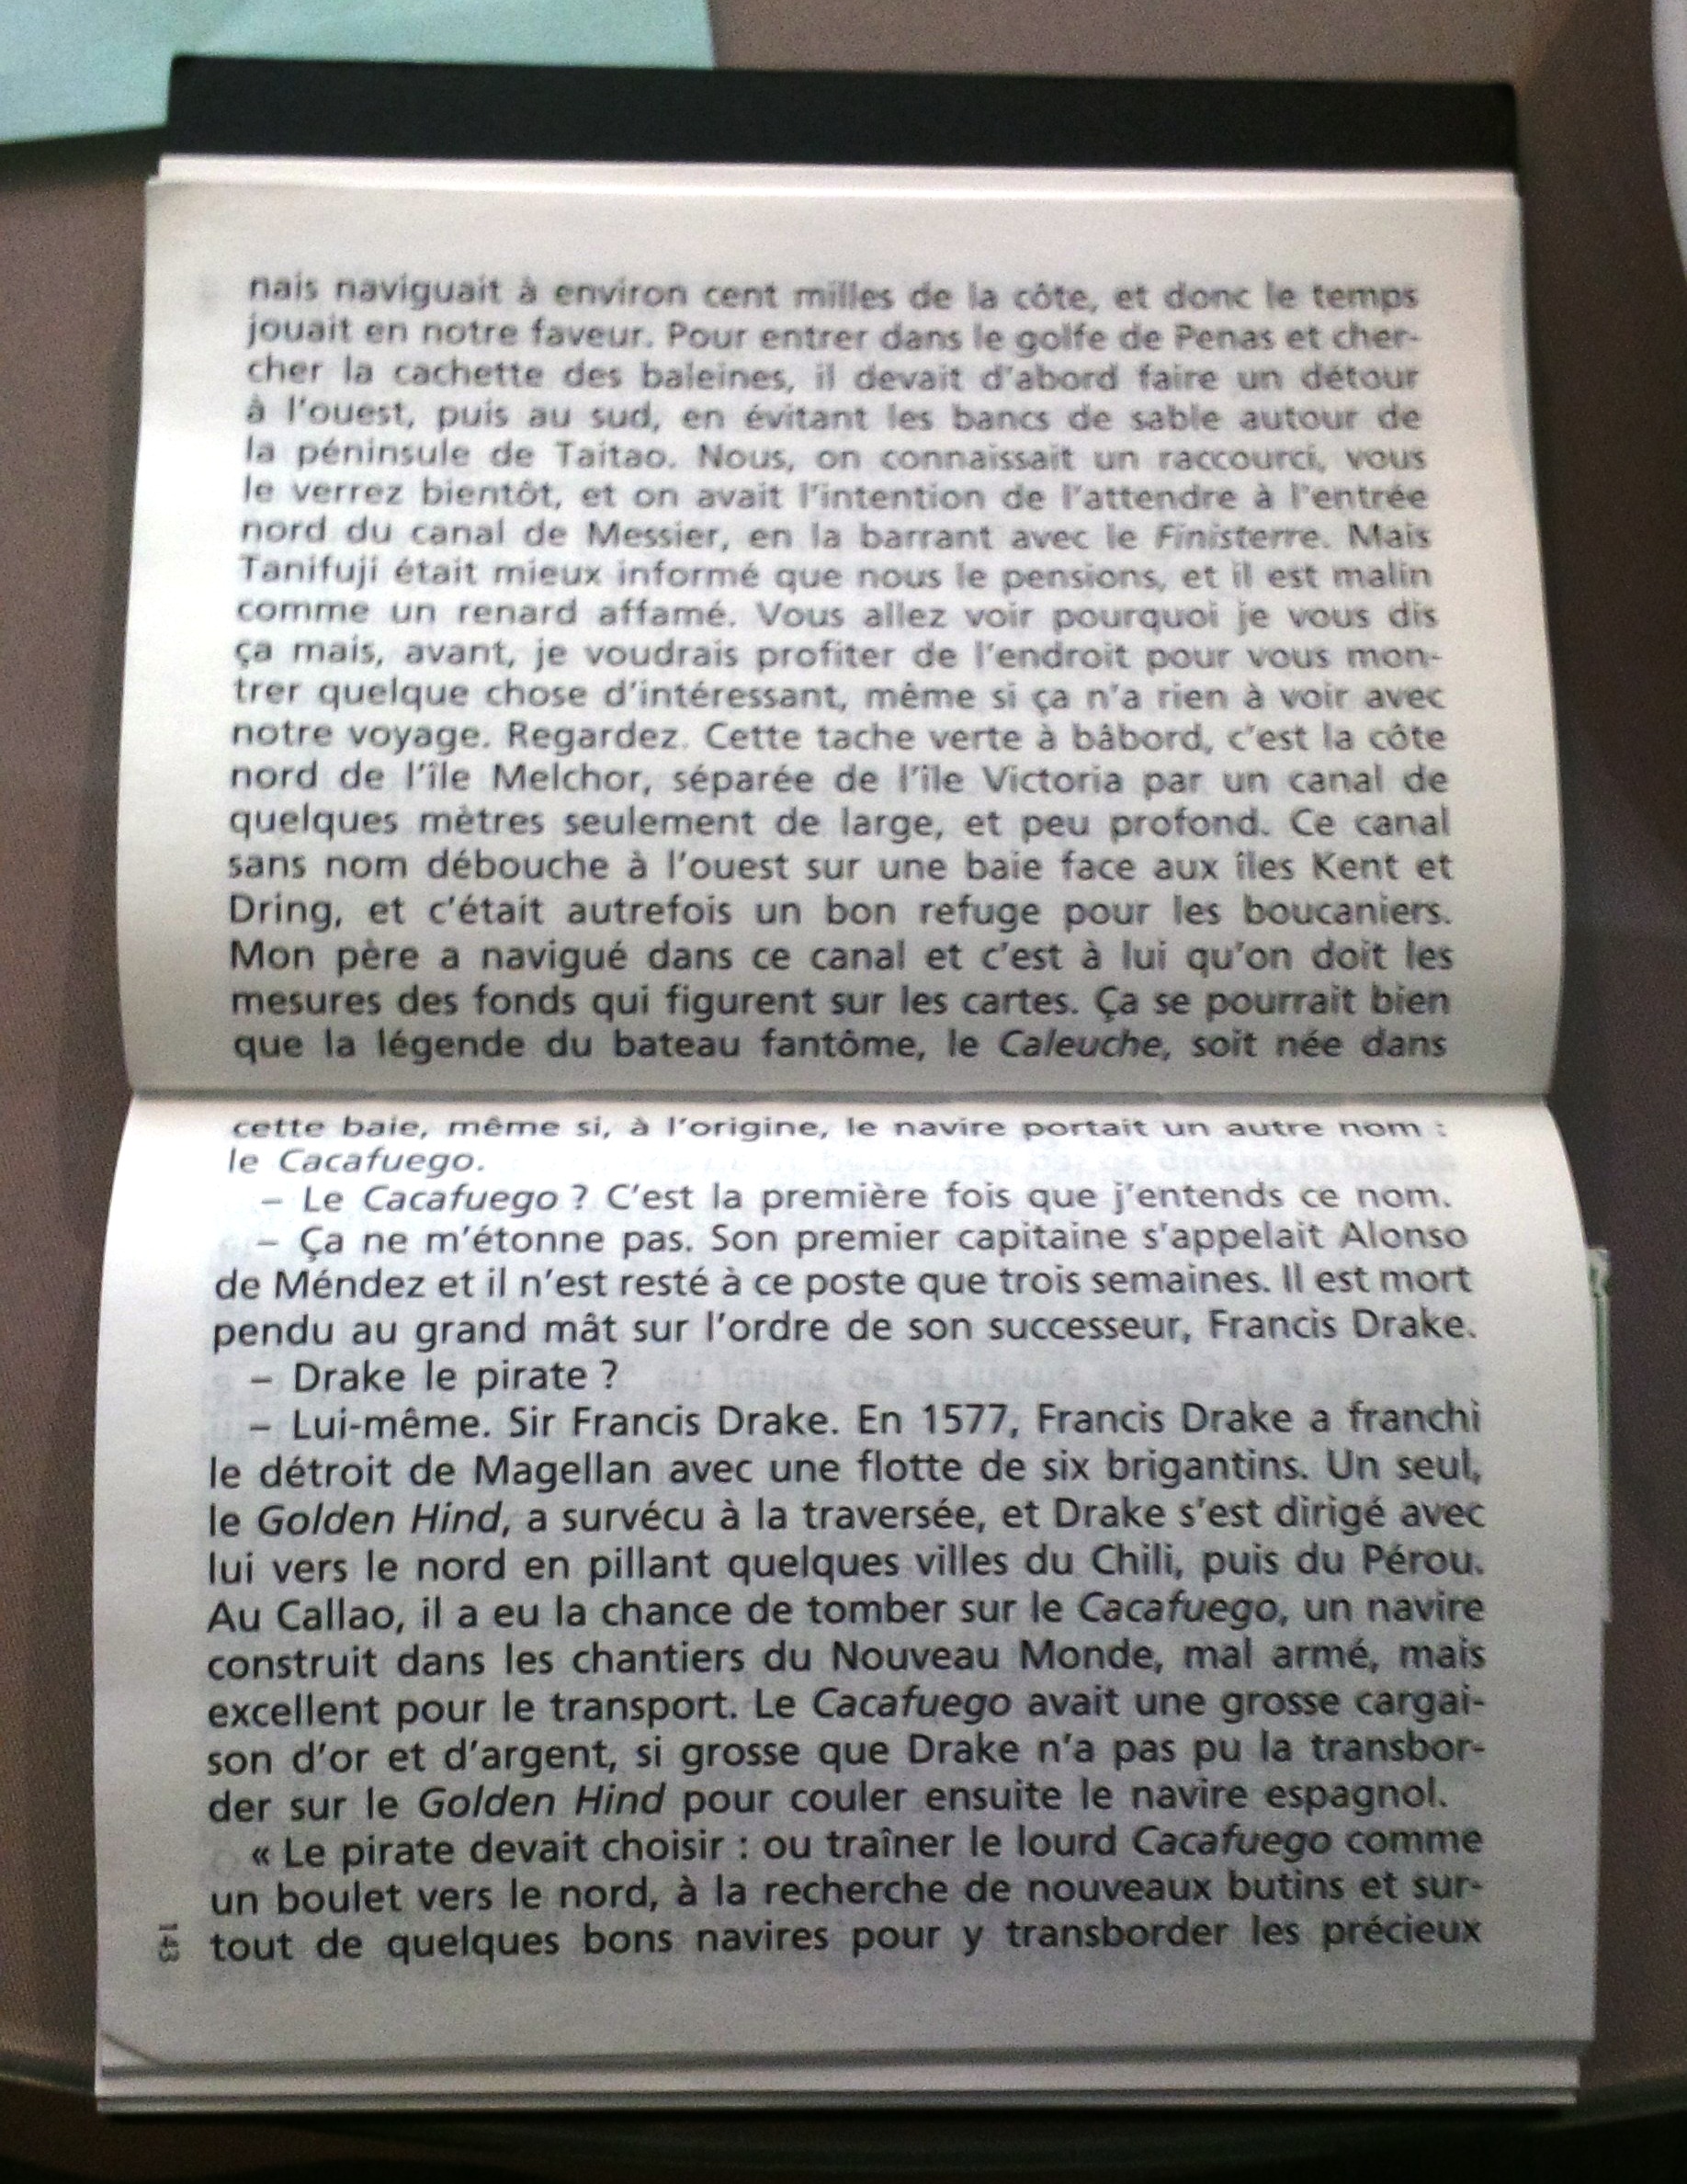 nais naviguait à environ cent milles de la côte, et donc le temps
jouait en notre faveur. Pour entrer dans le golfe de Penas et cher-
cher la cachette des baleines, il devait d'abord faire un détour
à l'ouest, puis au sud, en évitant les bancs de sable autour de
la péninsule de Taitao. Nous, on connaissait un raccourci, vous
le verrez bientôt, et on avait l'intention de l'attendre à l'entrée
nord du canal de Messier, en la barrant avec le Finisterre. Mais
Tanifuji était mieux informé que nous le pensions, et il est malin
comme un renard affamé. Vous allez voir pourquoi je vous dis
ça mais, avant, je voudrais profiter de l'endroit pour vous mon-
trer quelque chose d'intéressant, même si ça n'a rien à voir avec
notre voyage. Regardez. Cette tache verte à bâbord, c'est la côte
nord de l'île Melchor, séparée de l'île Victoria par un canal de
quelques mètres seulement de large, et peu profond. Ce canal
sans nom débouche à l'ouest sur une baie face aux îles Kent et
Dring, et c'était autrefois un bon refuge pour les boucaniers.
Mon père a navigué dans ce canal et c'est à lui qu'on doit les
mesures des fonds qui figurent sur les cartes. Ça se pourrait bien
que la légende du bateau fantôme, le Caleuche, soit née dans
cette baie, même si, à l'origine, le navire portait un autre nom :
le Cacafuego.
– Le Cacafuego ? C'est la première fois que j'entends ce nom.
– Ça ne m'étonne pas. Son premier capitaine s'appelait Alonso
de Méndez et il n'est resté à ce poste que trois semaines. Il est mort
pendu au grand mât sur l'ordre de son successeur, Francis Drake.
– Drake le pirate ?
– Lui-même. Sir Francis Drake. En 1577, Francis Drake a franchi
le détroit de Magellan avec une flotte de six brigantins. Un seul,
le Golden Hind, a survécu à la traversée, et Drake s'est dirigé avec
lui vers le nord en pillant quelques villes du Chili, puis du Pérou.
Au Callao, il a eu la chance de tomber sur le Cacafuego, un navire
construit dans les chantiers du Nouveau Monde, mal armé, mais
excellent pour le transport. Le Cacafuego avait une grosse cargai-
son d'or et d'argent, si grosse que Drake n'a pas pu la transbor-
der sur le Golden Hind pour couler ensuite le navire espagnol.
« Le pirate devait choisir : ou traîner le lourd Cacafuego comme
un boulet vers le nord, à la recherche de nouveaux butins et sur-
tout de quelques bons navires pour y transborder les précieux
143